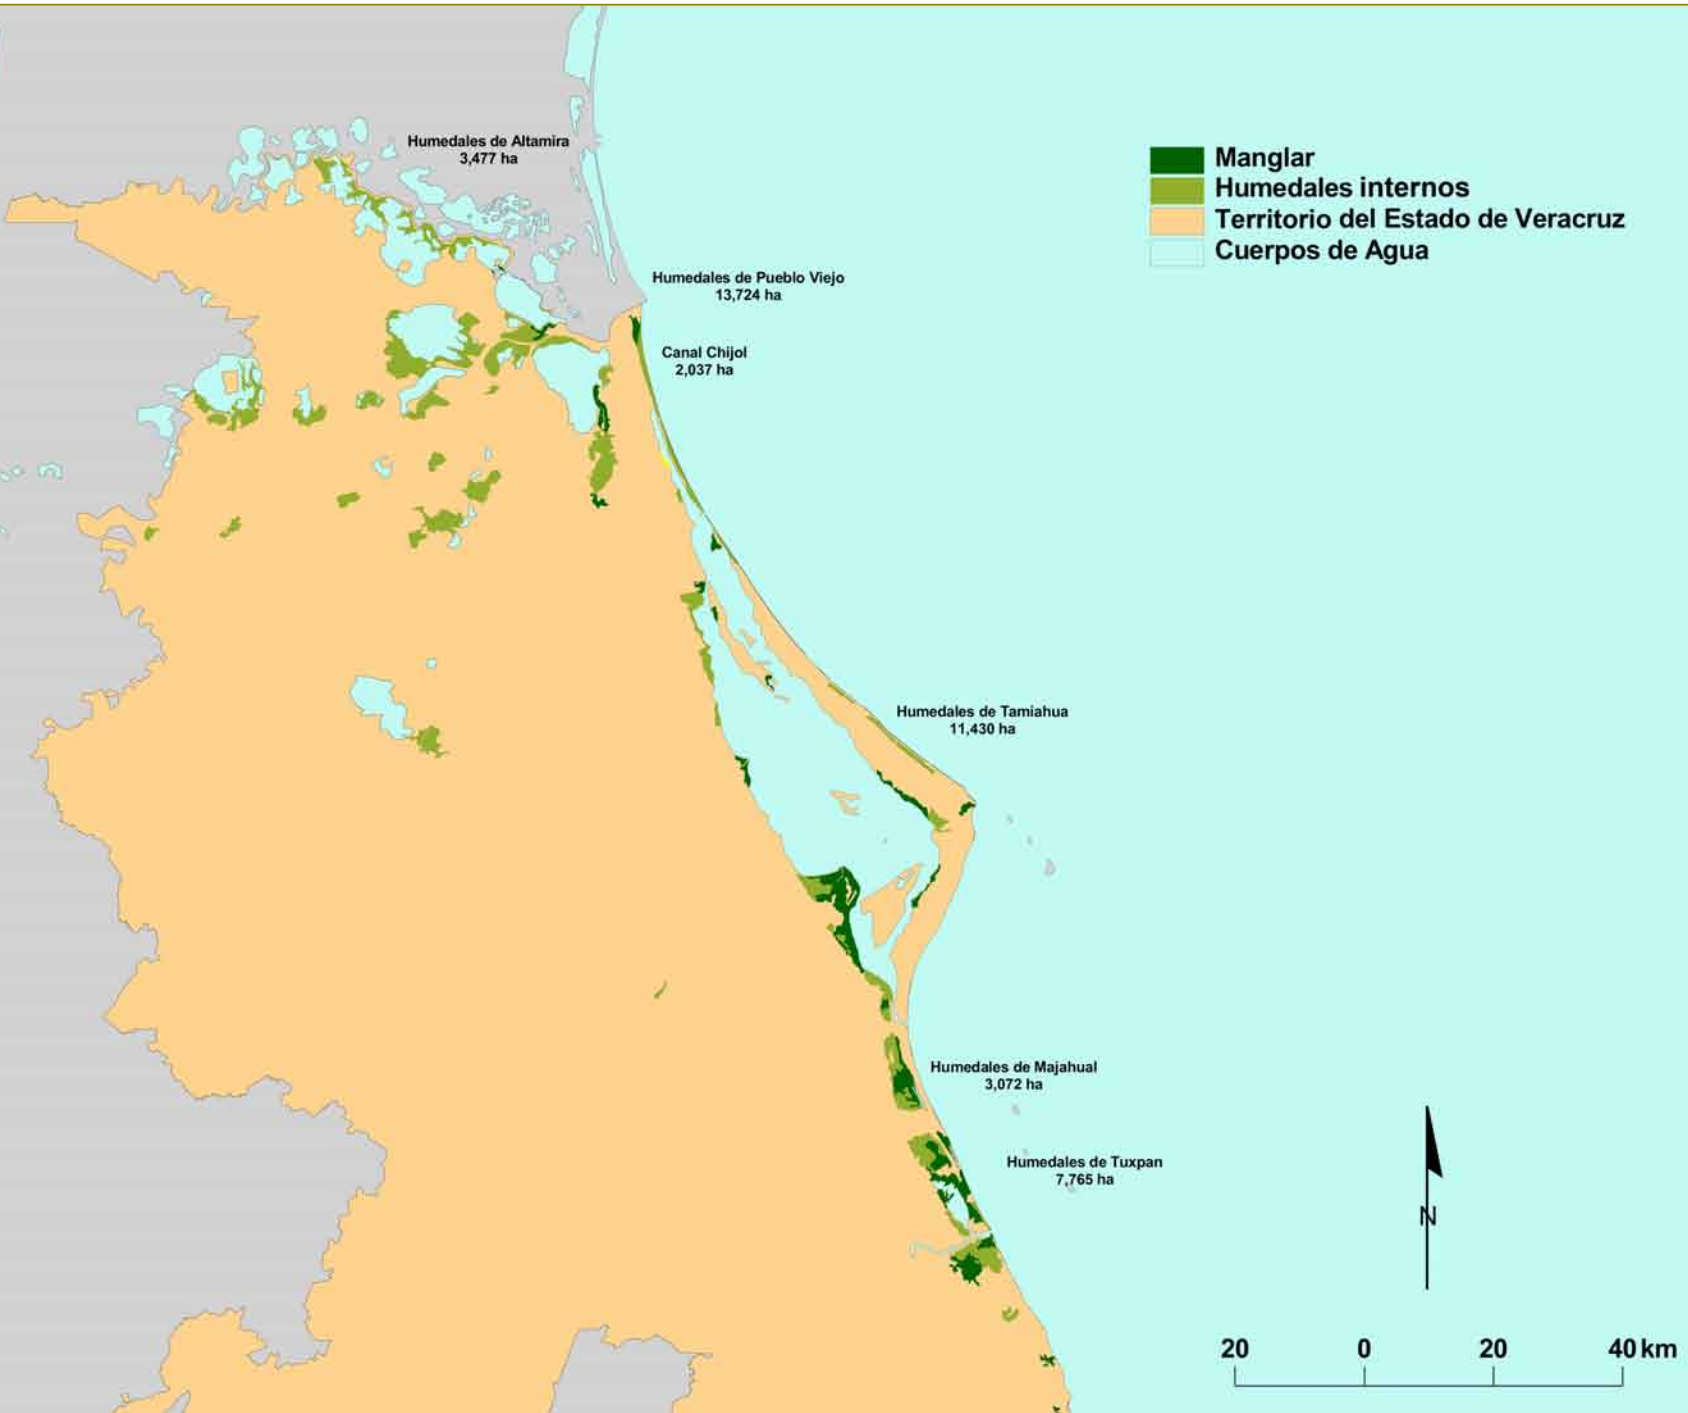 Humedales de Altamira
3,477 ha
Manglar
Humedales internos
Territorio del Estado de Veracruz
Cuerpos de Agua
Humedales de Pueblo Viejo
13,724 ha
Canal Chijol
2,037 ha
Humedales de Tamiahua
11,430 ha
Humedales de Majahual
3,072 ha
Humedales de Tuxpan
7,765 ha
N
20 0 20 40 km